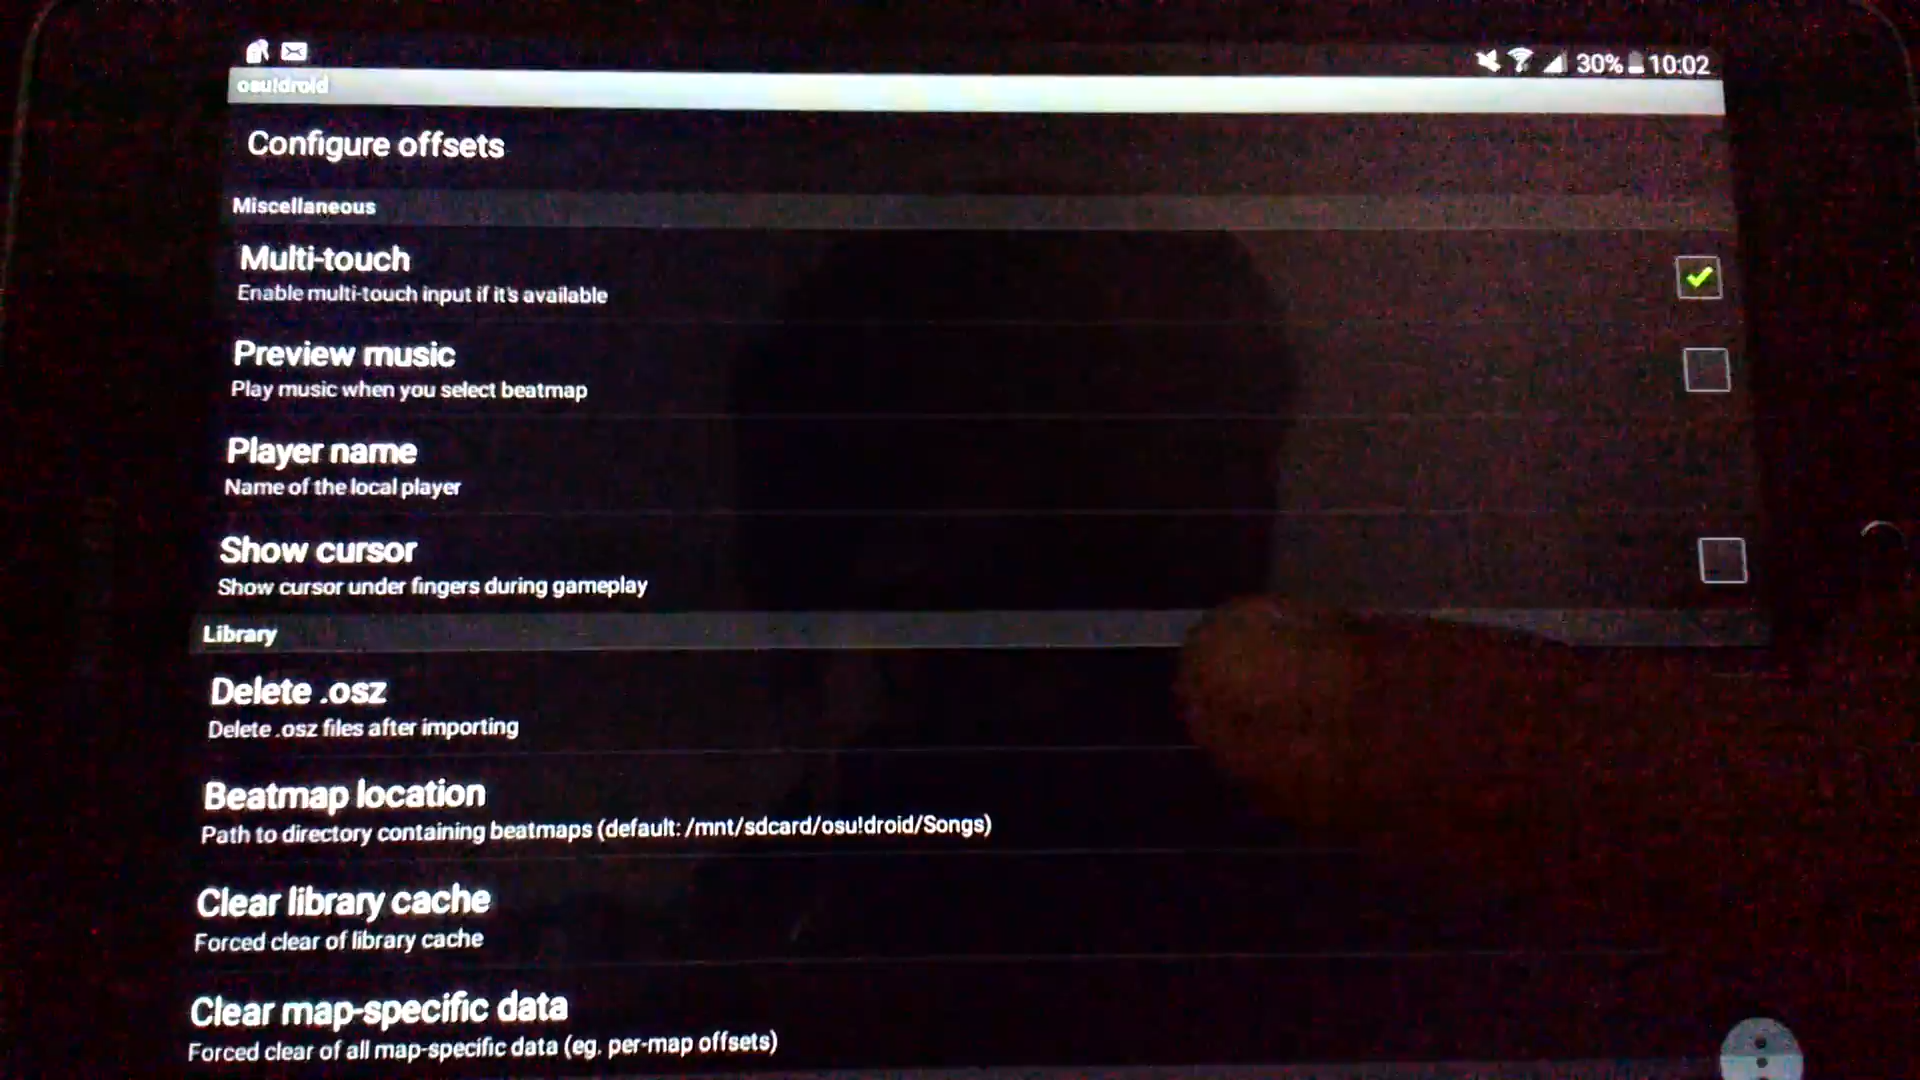 30% 10:02
osu!droid
Configure offsets
Miscellaneous
Multi-touch
Enable multi-touch input if it's available
Preview music
Play music when you select beatmap
Player name
Name of the local player
Show cursor
Show cursor under fingers during gameplay
Library
Delete .osz
Delete .osz files after importing
Beatmap location
Path to directory containing beatmaps (default: /mnt/sdcard/osu!droid/Songs)
Clear library cache
Forced clear of library cache
Clear map-specific data
Forced clear of all map-specific data (eg. per-map offsets)